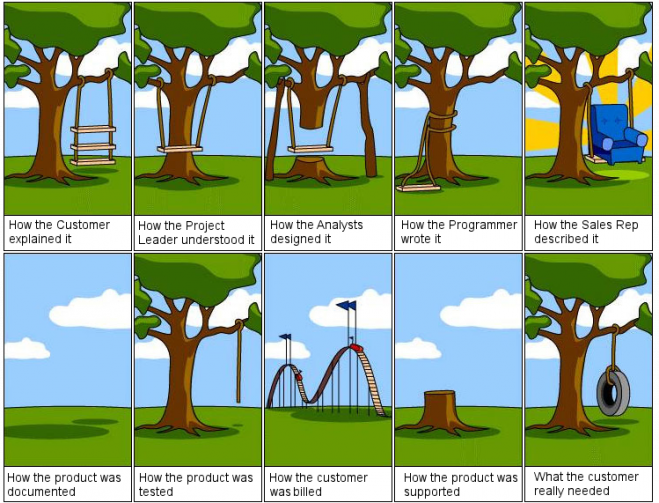 How the Customer
explained it
How the Project
Leader understood it
How the Analysts
designed it
How the Programmer
wrote it
How the Sales Rep
described it
How the product was
documented
How the product was
tested
How the customer
was billed
How the product was
supported
What the customer
really needed